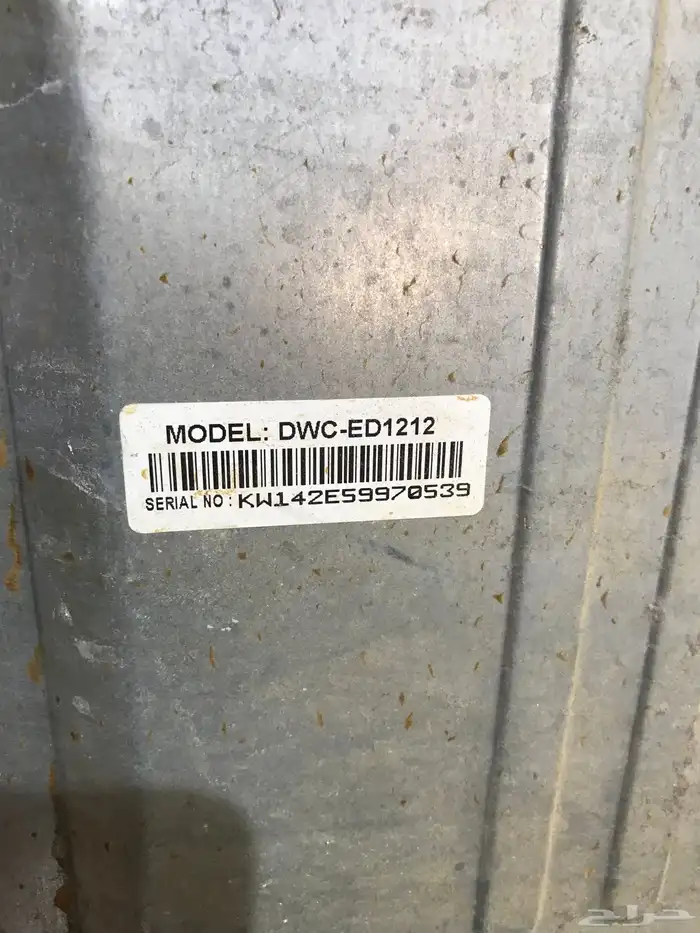 MODEL: DWC-ED1212
SERIAL NO: KW142E59970539
حراج